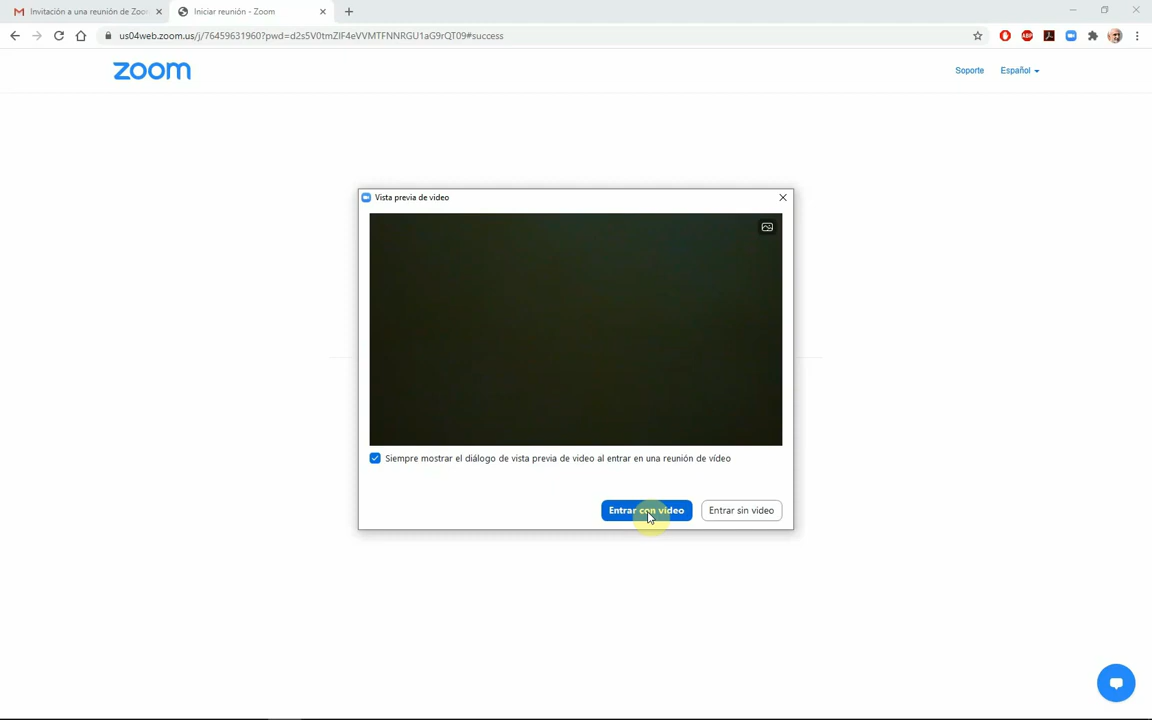 Invitación a una reunión de Zoo
Iniciar reunión - Zoom
us04web.zoom.us/j/76459631960?pwd=d2s5V0tmZlF4eVVMTFNNRGU1aG9rQT09#success
ABP
zoom
Soporte
Español
Vista previa de video
Siempre mostrar el diálogo de vista previa de video al entrar en una reunión de vídeo
Entrar con video
Entrar sin video